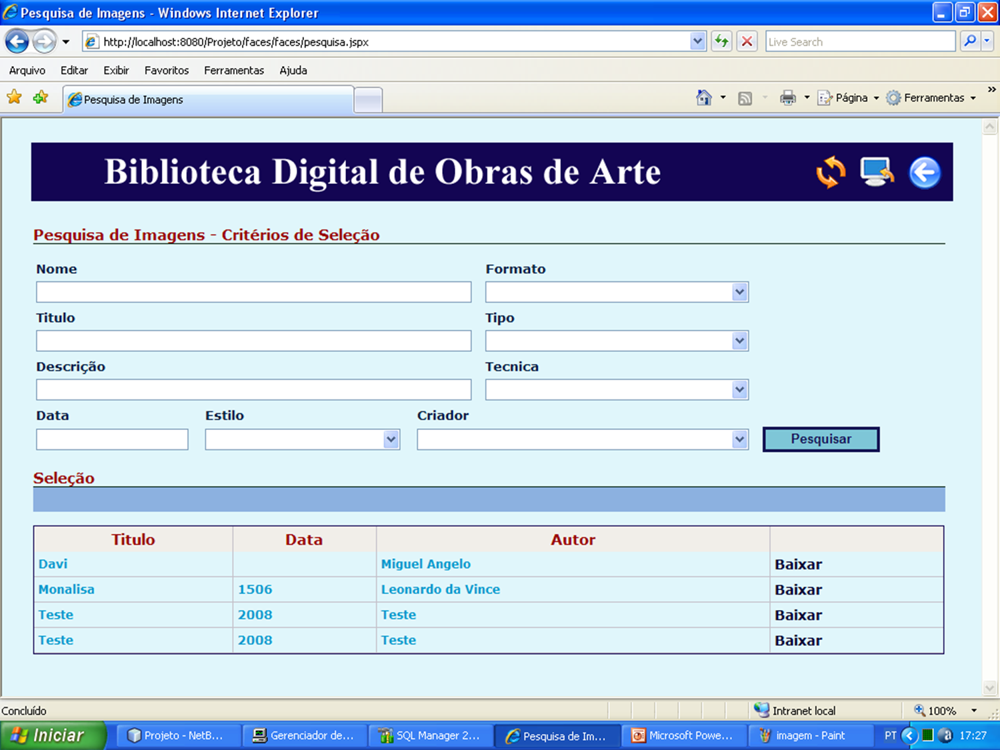 Pesquisa de Imagens - Windows Internet Explorer
http://localhost:8080/Projeto/faces/faces/pesquisa.jspx
Live Search
Arquivo Editar Exibir Favoritos Ferramentas Ajuda
Pesquisa de Imagens
Página Ferramentas »
Biblioteca Digital de Obras de Arte
Pesquisa de Imagens - Critérios de Seleção
Nome Formato
Titulo Tipo
Descrição Tecnica
Data Estilo Criador
Pesquisar
Seleção
Titulo Data Autor
Davi Miguel Angelo Baixar
Monalisa 1506 Leonardo da Vince Baixar
Teste 2008 Teste Baixar
Teste 2008 Teste Baixar
Concluído Intranet local 100%
Iniciar Projeto - NetB... Gerenciador de... SQL Manager 2... Pesquisa de Im... Microsoft Powe... imagem - Paint PT 17:27